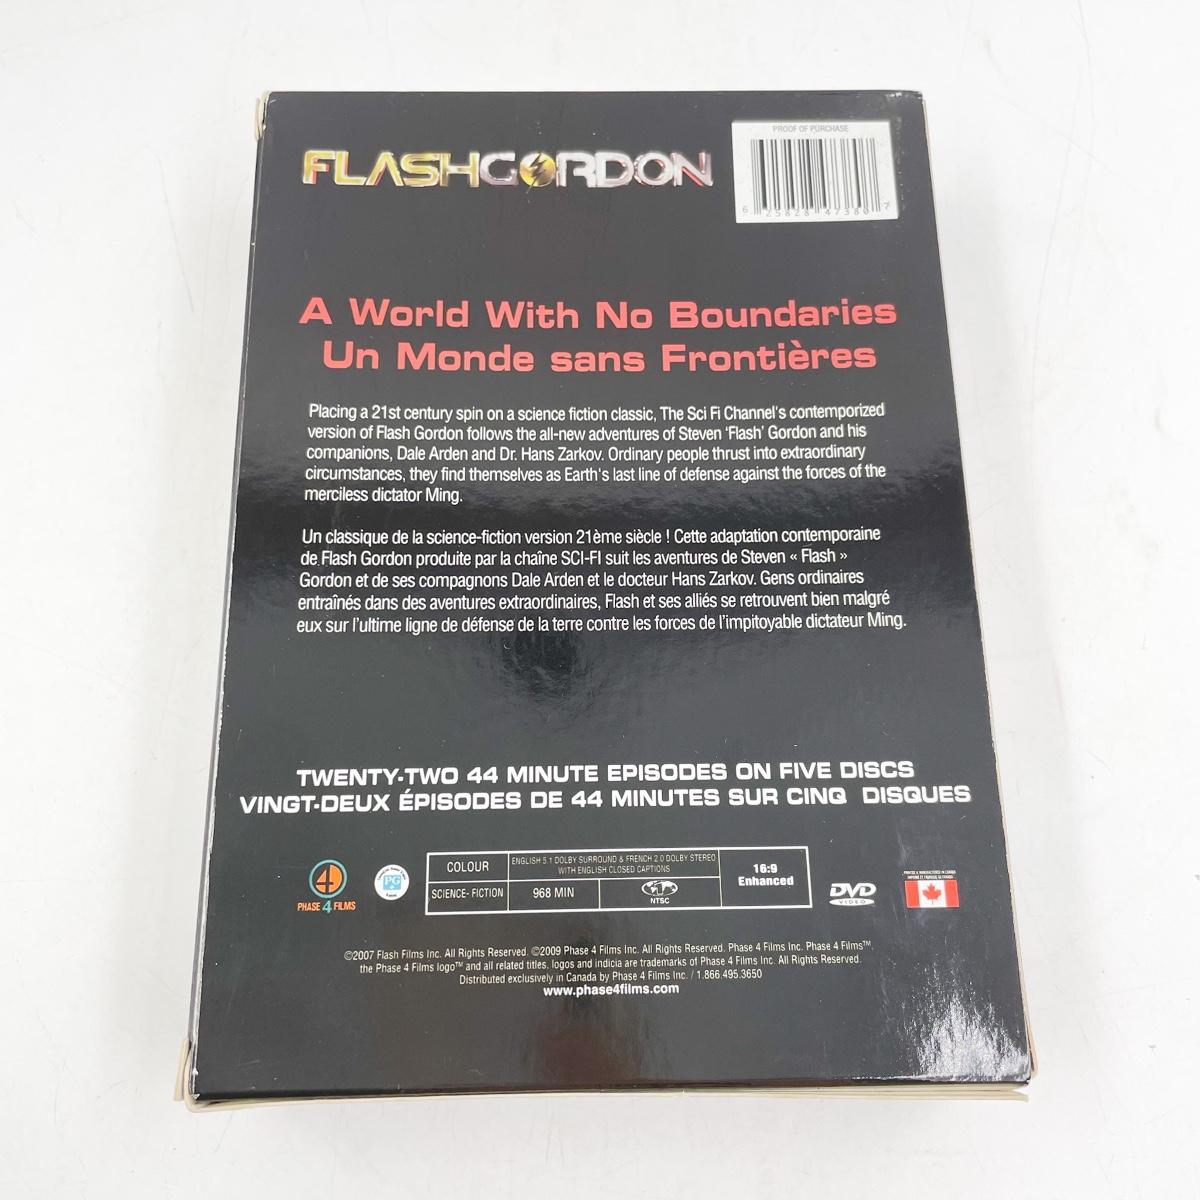 PROOF OF PURCHASE
FLASHGORDON
6 25828 47380 7
A World With No Boundaries
Un Monde sans Frontières
Placing a 21st century spin on a science fiction classic, The Sci Fi Channel's contemporized
version of Flash Gordon follows the all-new adventures of Steven 'Flash' Gordon and his
companions, Dale Arden and Dr. Hans Zarkov. Ordinary people thrust into extraordinary
circumstances, they find themselves as Earth's last line of defense against the forces of the
merciless dictator Ming.
Un classique de la science-fiction version 21ème siècle ! Cette adaptation contemporaine
de Flash Gordon produite par la chaîne SCI-FI suit les aventures de Steven « Flash »
Gordon et de ses compagnons Dale Arden et le docteur Hans Zarkov. Gens ordinaires
entraînés dans des aventures extraordinaires, Flash et ses alliés se retrouvent bien malgré
eux sur l'ultime ligne de défense de la terre contre les forces de l'impitoyable dictateur Ming.
TWENTY-TWO 44 MINUTE EPISODES ON FIVE DISCS
VINGT-DEUX ÉPISODES DE 44 MINUTES SUR CINQ DISQUES
4
PHASE 4 FILMS
PG
COLOUR
ENGLISH 5.1 DOLBY SURROUND & FRENCH 2.0 DOLBY STEREO
WITH ENGLISH CLOSED CAPTIONS
SCIENCE- FICTION
968 MIN
NTSC
16:9
Enhanced
DVD
VIDEO
©2007 Flash Films Inc. All Rights Reserved. ©2009 Phase 4 Films Inc. All Rights Reserved. Phase 4 Films Inc. Phase 4 Films™,
the Phase 4 Films logo™ and all related titles, logos and indicia are trademarks of Phase 4 Films Inc. All Rights Reserved.
Distributed exclusively in Canada by Phase 4 Films Inc. / 1.866.495.3650
www.phase4films.com